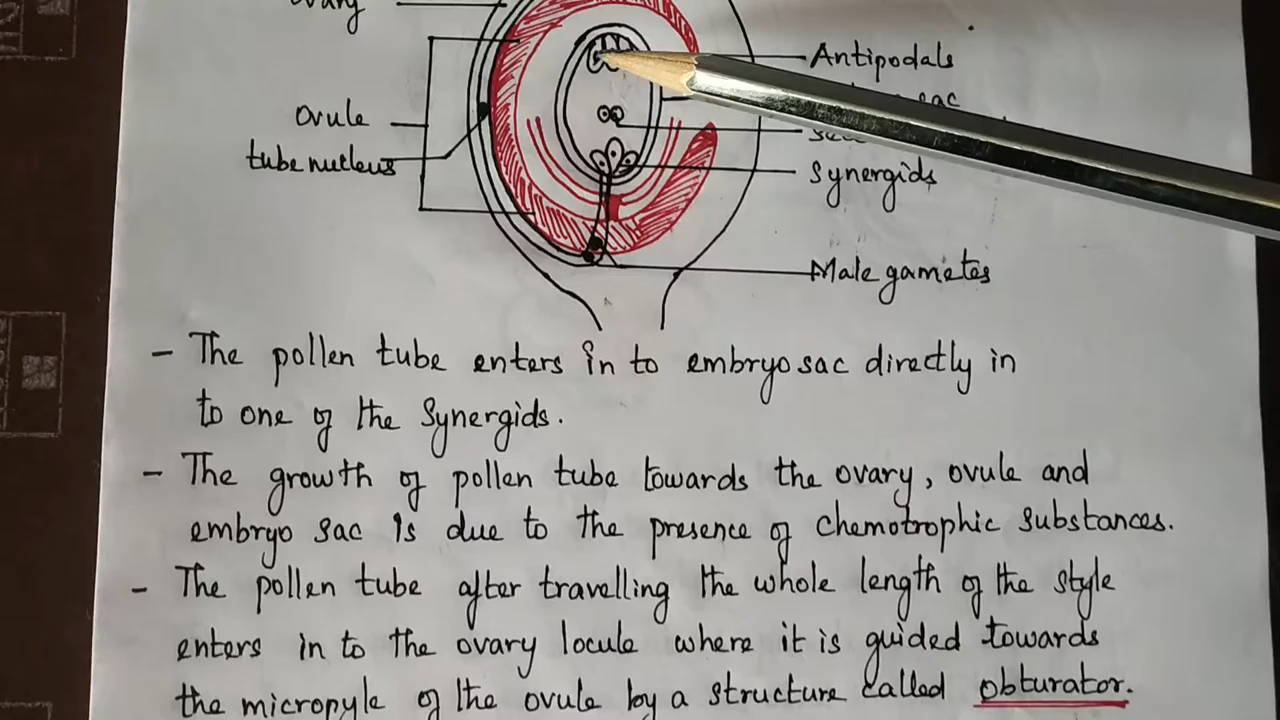 ovary
Antipodals
sac
ovule
tube nucleus
Synergids
Male gametes
- The pollen tube enters in to embryo sac directly in
to one of the Synergids.
- The growth of pollen tube towards the ovary, ovule and
embryo sac is due to the presence of chemotrophic substances.
- The pollen tube after travelling the whole length of the style
enters in to the ovary locule where it is guided towards
the micropyle of the ovule by a structure called obturator.